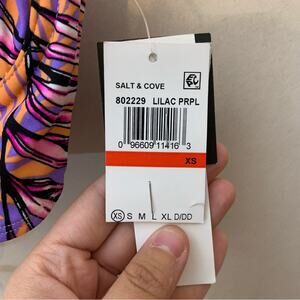 SALT & COVE
802229 LILAC PRPL
0 96609 11416 3
XS
XS S M L XL D/DD